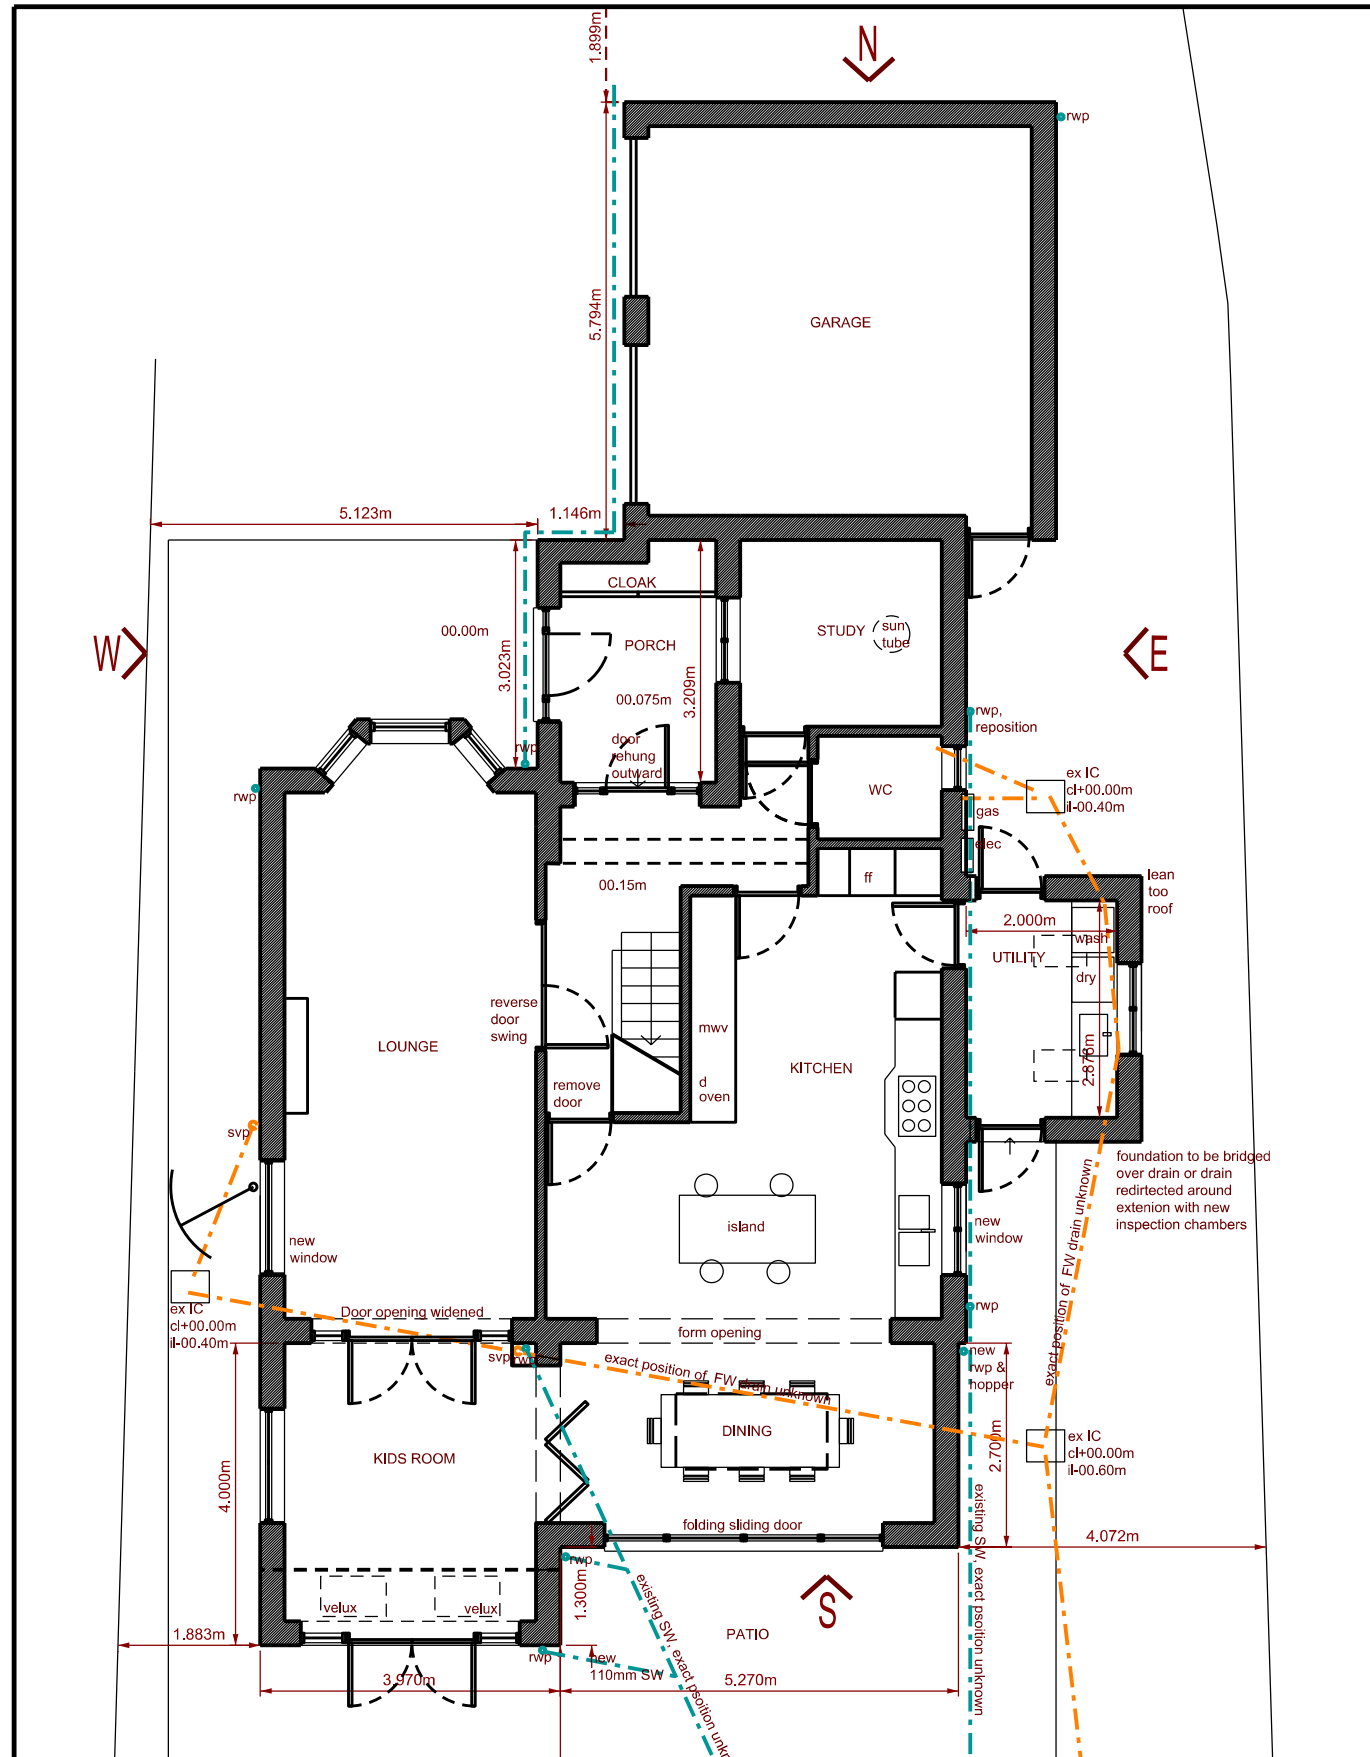 1.899m
N
rwp
5.794m
GARAGE
5.123m
1.146m
CLOAK
00.00m
3.023m
PORCH
3.209m
STUDY
sun
tube
W
E
00.075m
rwp,
reposition
rwp
door
rehung
outward
rwp
WC
ex IC
cl+00.00m
il-00.40m
gas
elec
ff
00.15m
lean
too
roof
2.000m
wash
UTILITY
dry
2.876m
reverse
door
swing
mwv
LOUNGE
KITCHEN
remove
door
d
oven
svp
foundation to be bridged
over drain or drain
redirtected around
extenion with new
inspection chambers
island
new
window
new
window
exact position of FW drain unknown
ex IC
cl+00.00m
il-00.40m
Door opening widened
rwp
form opening
svp
rwp
exact position of FW drain unknown
new
rwp &
hopper
2.700m
DINING
ex IC
cl+00.00m
il-00.60m
KIDS ROOM
4.000m
folding sliding door
4.072m
existing SW, exact psoition unknown
rwp
1.300m
existing SW, exact psoition unkn
velux
velux
S
1.883m
PATIO
rwp
new
110mm SW
3.970m
5.270m